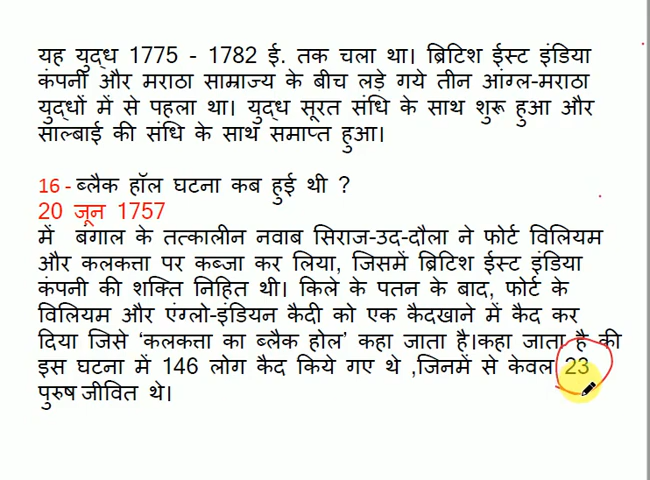 यह युद्ध 1775 - 1782 ई. तक चला था। ब्रिटिश ईस्ट इंडिया
कंपनी और मराठा साम्राज्य के बीच लड़े गये तीन आंग्ल-मराठा
युद्धों में से पहला था। युद्ध सूरत संधि के साथ शुरू हुआ और
साल्बाई की संधि के साथ समाप्त हुआ।
16 - ब्लैक हॉल घटना कब हुई थी ?
20 जून 1757
में बंगाल के तत्कालीन नवाब सिराज-उद-दौला ने फोर्ट विलियम
और कलकत्ता पर कब्जा कर लिया, जिसमें ब्रिटिश ईस्ट इंडिया
कंपनी की शक्ति निहित थी। किले के पतन के बाद, फोर्ट के
विलियम और एंग्लो-इंडियन कैदी को एक कैदखाने में कैद कर
दिया जिसे ‘कलकत्ता का ब्लैक होल’ कहा जाता है।कहा जाता है की
इस घटना में 146 लोग कैद किये गए थे ,जिनमें से केवल 23
पुरुष जीवित थे।